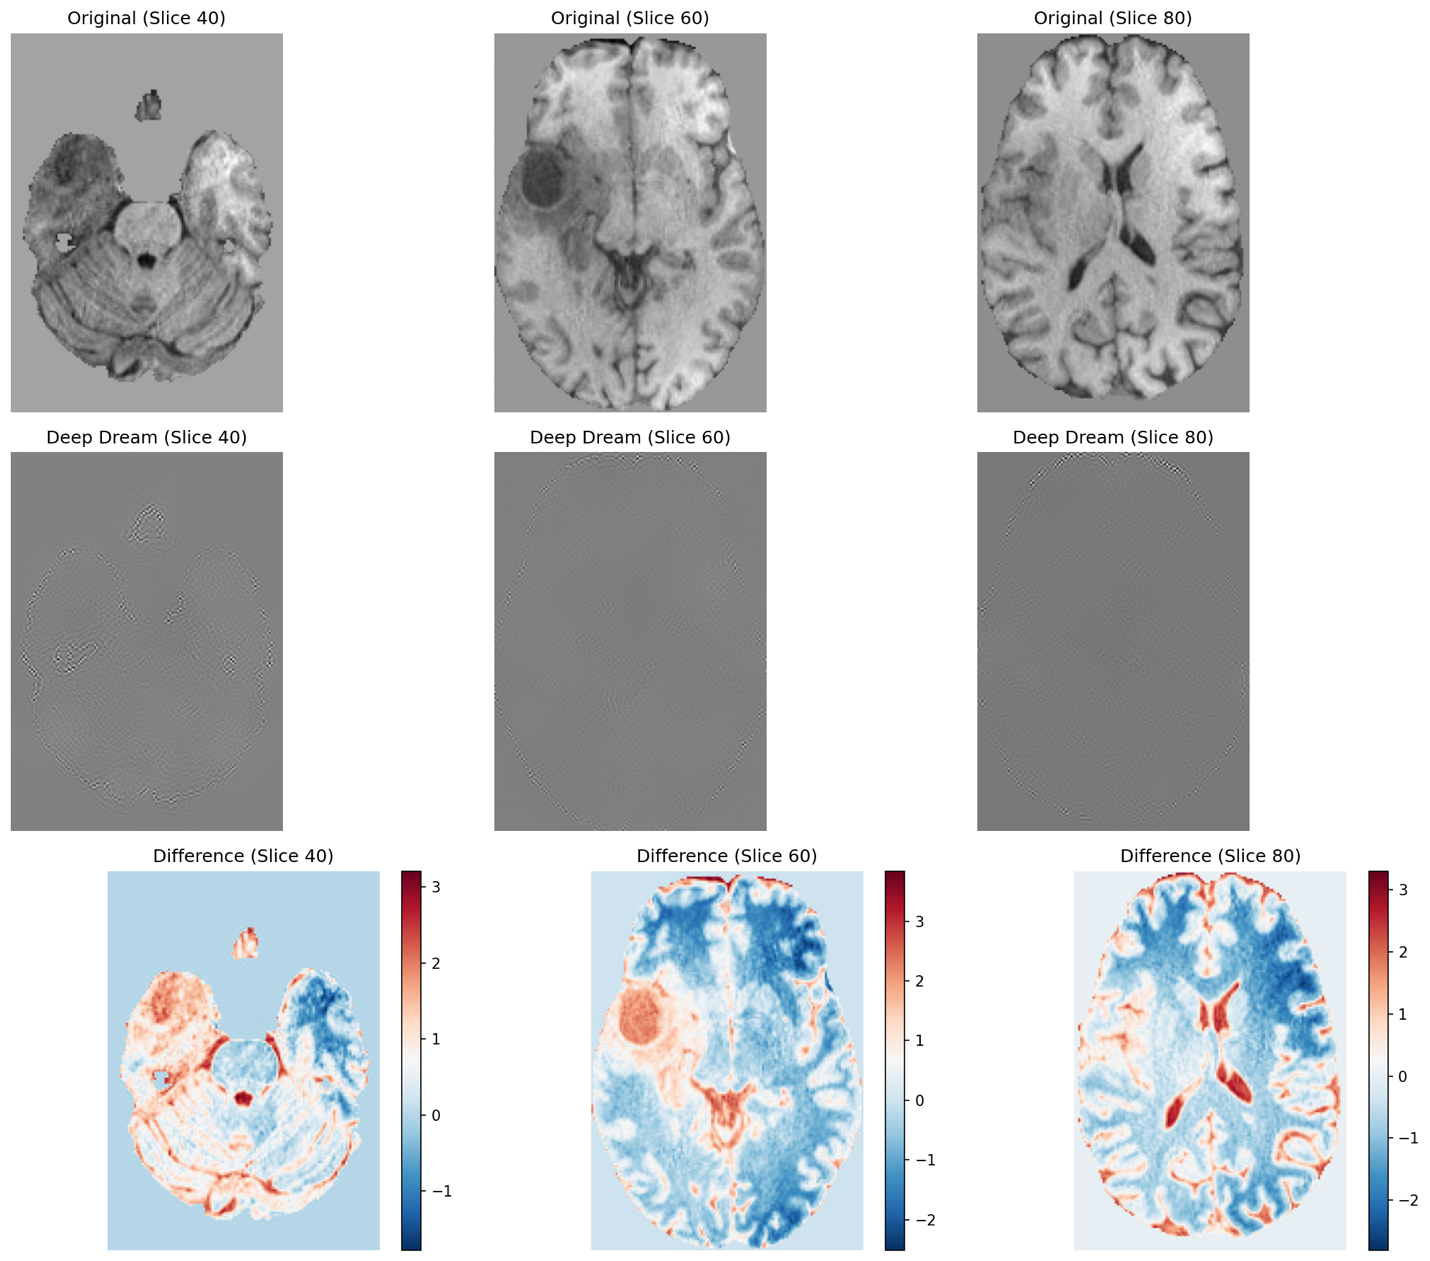 Original (Slice 40)
Original (Slice 60)
Original (Slice 80)
Deep Dream (Slice 40)
Deep Dream (Slice 60)
Deep Dream (Slice 80)
Difference (Slice 40)
Difference (Slice 60)
Difference (Slice 80)
3
2
1
0
−1
3
2
1
0
−1
−2
3
2
1
0
−1
−2